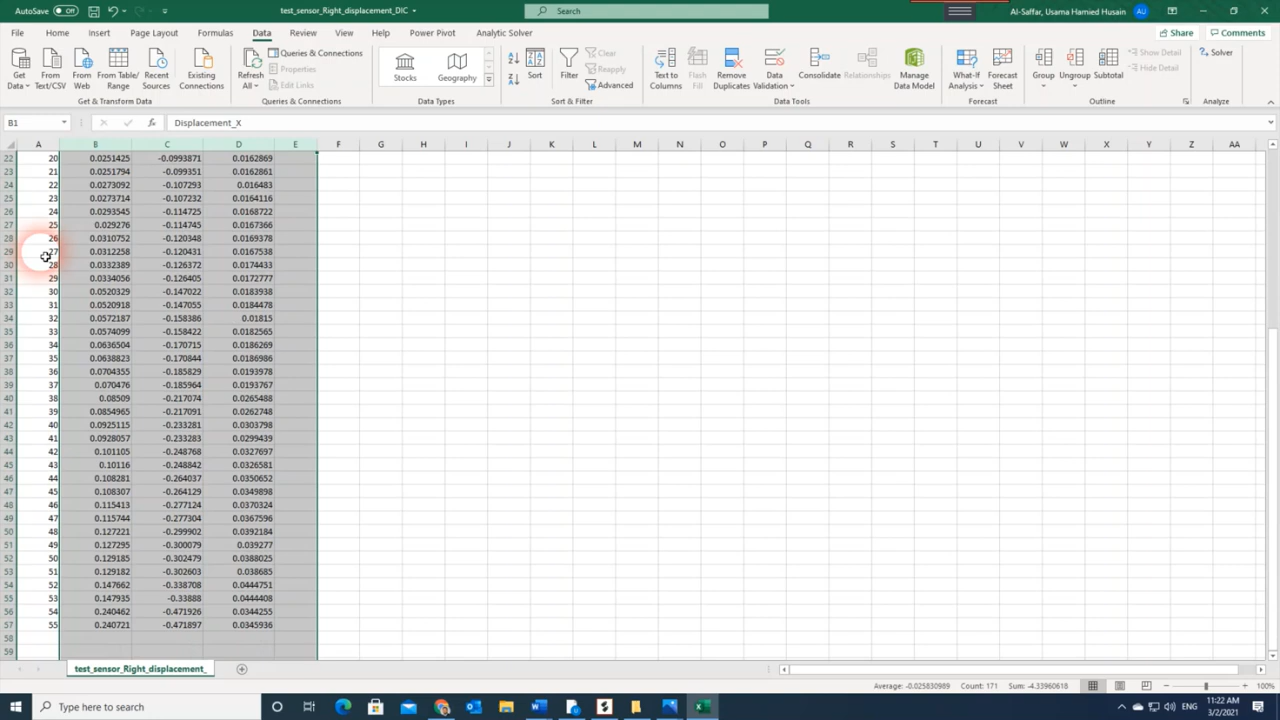 AutoSave Off test_sensor_Right_displacement_DIC Search Al-Saffar, Usama Hamied Husain AU
File Home Insert Page Layout Formulas Data Review View Help Power Pivot Analytic Solver Share Comments
Get Data From Text/CSV From Web From Table/ Range Recent Sources Existing Connections Refresh All Queries & Connections Properties Edit Links Stocks Geography Sort Filter Clear Reapply Advanced Text to Columns Flash Fill Remove Duplicates Data Validation Consolidate Relationships Manage Data Model What-If Analysis Forecast Sheet Group Ungroup Subtotal Show Detail Hide Detail Solver
Get & Transform Data Queries & Connections Data Types Sort & Filter Data Tools Forecast Outline Analyze
B1 fx Displacement_X
A B C D E F G H I J K L M N O P Q R S T U V W X Y Z AA
22 20 0.0251425 -0.0993871 0.0162869
23 21 0.0251794 -0.099351 0.0162861
24 22 0.0273092 -0.107293 0.016483
25 23 0.0273714 -0.107232 0.0164116
26 24 0.0293545 -0.114725 0.0168722
27 25 0.029276 -0.114745 0.0167366
28 26 0.0310752 -0.120348 0.0169378
29 27 0.0312258 -0.120431 0.0167538
30 28 0.0332389 -0.126372 0.0174433
31 29 0.0334056 -0.126405 0.0172777
32 30 0.0520329 -0.147022 0.0183938
33 31 0.0520918 -0.147055 0.0184478
34 32 0.0572187 -0.158386 0.01815
35 33 0.0574099 -0.158422 0.0182565
36 34 0.0636504 -0.170715 0.0186269
37 35 0.0638823 -0.170844 0.0186986
38 36 0.0704355 -0.185829 0.0193978
39 37 0.070476 -0.185964 0.0193767
40 38 0.08509 -0.217074 0.0265488
41 39 0.0854965 -0.217091 0.0262748
42 40 0.0925115 -0.233281 0.0303798
43 41 0.0928057 -0.233283 0.0299439
44 42 0.101105 -0.248768 0.0327697
45 43 0.10116 -0.248842 0.0326581
46 44 0.108281 -0.264037 0.0350652
47 45 0.108307 -0.264129 0.0349898
48 46 0.115413 -0.277124 0.0370324
49 47 0.115744 -0.277304 0.0367596
50 48 0.127221 -0.299902 0.0392184
51 49 0.127295 -0.300079 0.039277
52 50 0.129185 -0.302479 0.0388025
53 51 0.129182 -0.302603 0.038685
54 52 0.147662 -0.338708 0.0444751
55 53 0.147935 -0.33888 0.0444408
56 54 0.240462 -0.471926 0.0344255
57 55 0.240721 -0.471897 0.0345936
58
59
test_sensor_Right_displacement_
Average: -0.025830989 Count: 171 Sum: -4.33960618 100%
Type here to search ENG 11:22 AM
3/2/2021